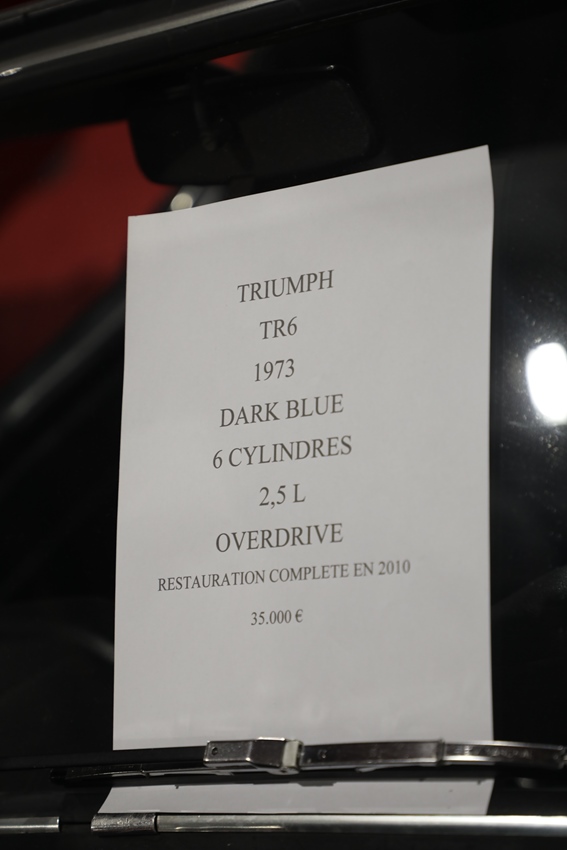 TRIUMPH
TR6
1973
DARK BLUE
6 CYLINDRES
2,5 L
OVERDRIVE
RESTAURATION COMPLETE EN 2010
35.000 €